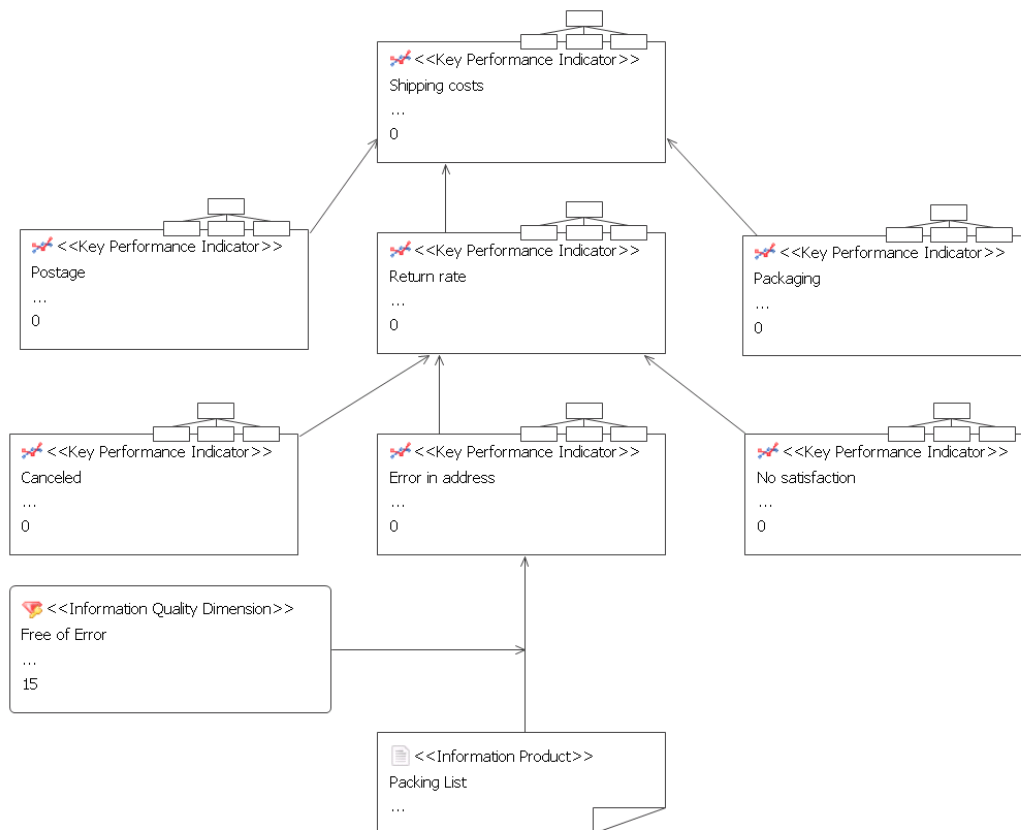 <<Key Performance Indicator>>
Shipping costs
...
0
<<Key Performance Indicator>>
Postage
...
0
<<Key Performance Indicator>>
Return rate
...
0
<<Key Performance Indicator>>
Packaging
...
0
<<Key Performance Indicator>>
Canceled
...
0
<<Key Performance Indicator>>
Error in address
...
0
<<Key Performance Indicator>>
No satisfaction
...
0
<<Information Quality Dimension>>
Free of Error
...
15
<<Information Product>>
Packing List
...